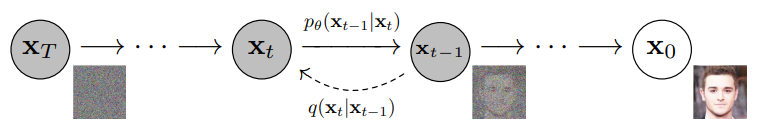 p_θ(x_{t−1}|x_t)
x_T ⟶ ⋯ ⟶ x_t ⟶ x_{t−1} ⟶ ⋯ ⟶ x_0
q(x_t|x_{t−1})